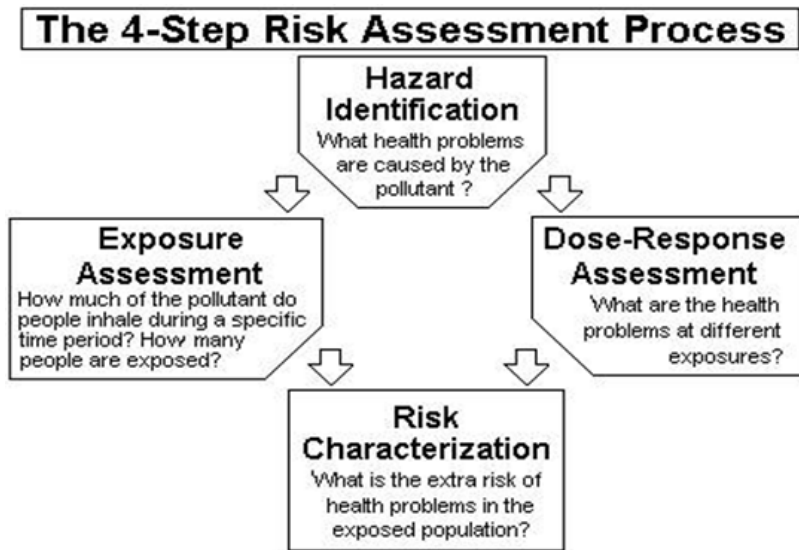 The 4-Step Risk Assessment Process
Hazard
Identification
What health problems
are caused by the
pollutant ?
Exposure
Assessment
How much of the pollutant do
people inhale during a specific
time period? How many
people are exposed?
Dose-Response
Assessment
What are the health
problems at different
exposures?
Risk
Characterization
What is the extra risk of
health problems in the
exposed population?